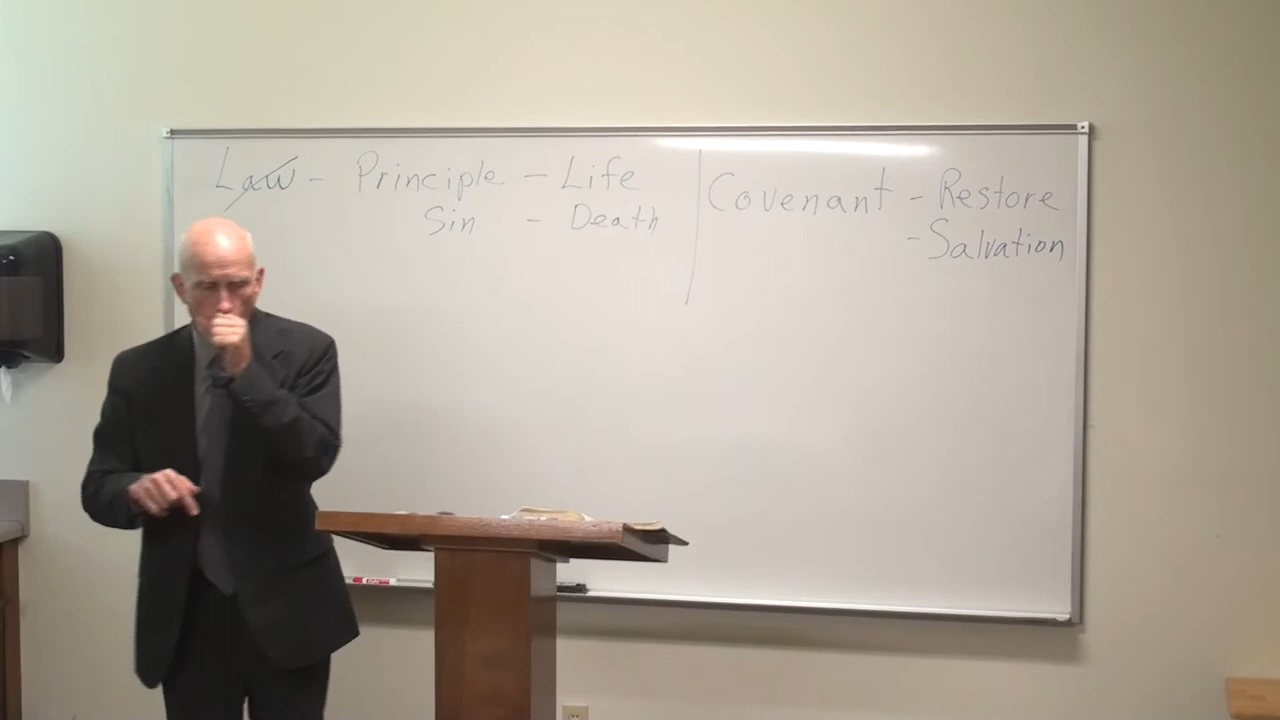 Law - Principle - Life
Sin - Death
Covenant - Restore
- Salvation